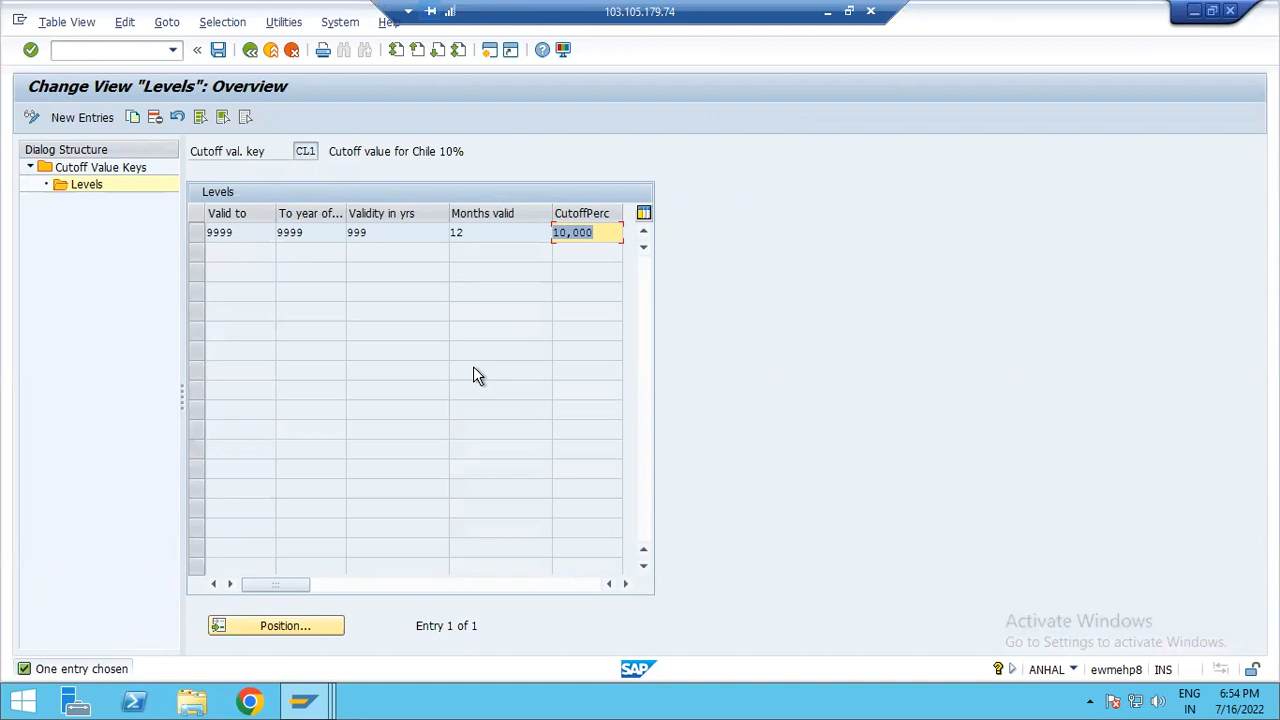 103.105.179.74
Table View Edit Goto Selection Utilities System Help
Change View "Levels": Overview
New Entries
Dialog Structure
Cutoff Value Keys
Levels
Cutoff val. key CL1 Cutoff value for Chile 10%
Levels
Valid to To year of... Validity in yrs Months valid CutoffPerc
9999 9999 999 12 10,000
Position... Entry 1 of 1
Activate Windows
Go to Settings to activate Windows.
One entry chosen
SAP
ANHAL ewmehp8 INS
ENG 6:54 PM
IN 7/16/2022